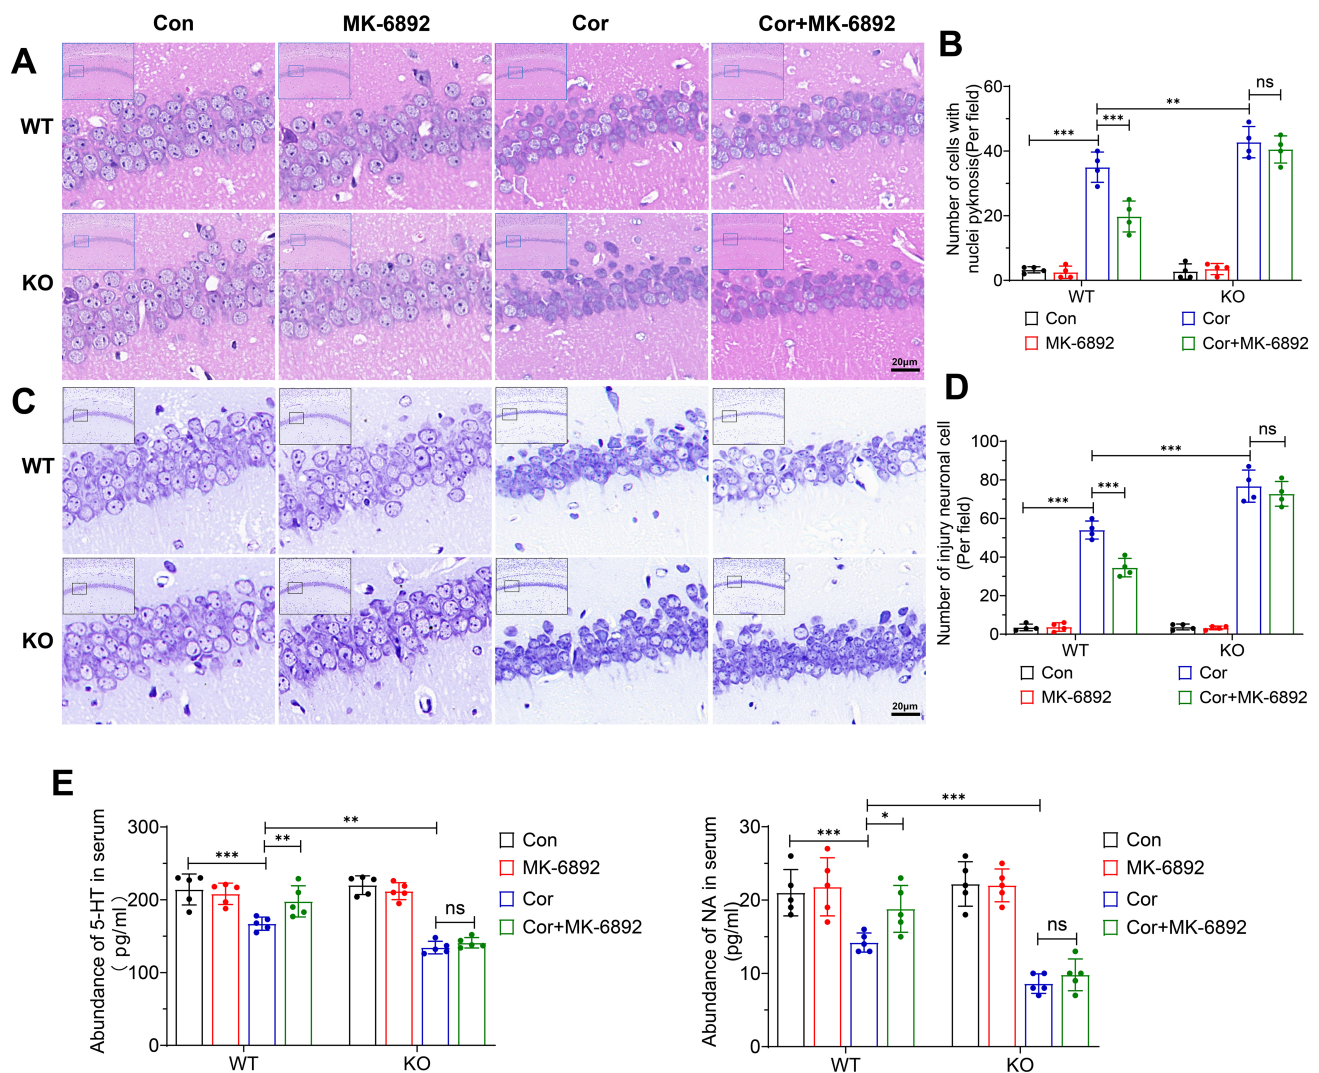 Con
MK-6892
Cor
Cor+MK-6892
A
WT
KO
20μm
B
Number of cells with
nuclei pyknosis(Per field)
60
40
20
0
***
***
**
ns
WT
KO
Con
Cor
MK-6892
Cor+MK-6892
C
WT
KO
20μm
D
Number of injury neuronal cell
(Per field)
100
80
60
40
20
0
***
***
***
ns
WT
KO
Con
Cor
MK-6892
Cor+MK-6892
E
Abundance of 5-HT in serum
( pg/ml )
300
200
100
0
***
**
**
ns
WT
KO
Con
MK-6892
Cor
Cor+MK-6892
Abundance of NA in serum
(pg/ml)
30
20
10
0
***
*
***
ns
WT
KO
Con
MK-6892
Cor
Cor+MK-6892